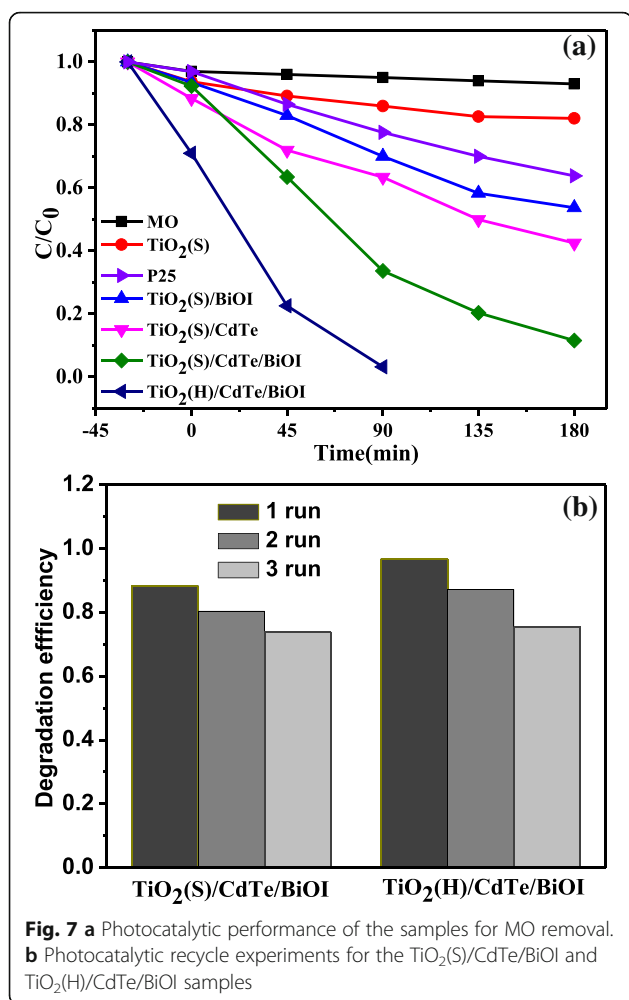 (a)
1.0
0.8
0.6
0.4
0.2
0.0
C/C₀
MO
TiO₂(S)
P25
TiO₂(S)/BiOI
TiO₂(S)/CdTe
TiO₂(S)/CdTe/BiOI
TiO₂(H)/CdTe/BiOI
-45 0 45 90 135 180
Time(min)
(b)
1.2
1.0
0.8
0.6
0.4
0.2
0.0
Degradation effficiency
1 run
2 run
3 run
TiO₂(S)/CdTe/BiOI TiO₂(H)/CdTe/BiOI
Fig. 7 a Photocatalytic performance of the samples for MO removal.
b Photocatalytic recycle experiments for the TiO₂(S)/CdTe/BiOI and
TiO₂(H)/CdTe/BiOI samples